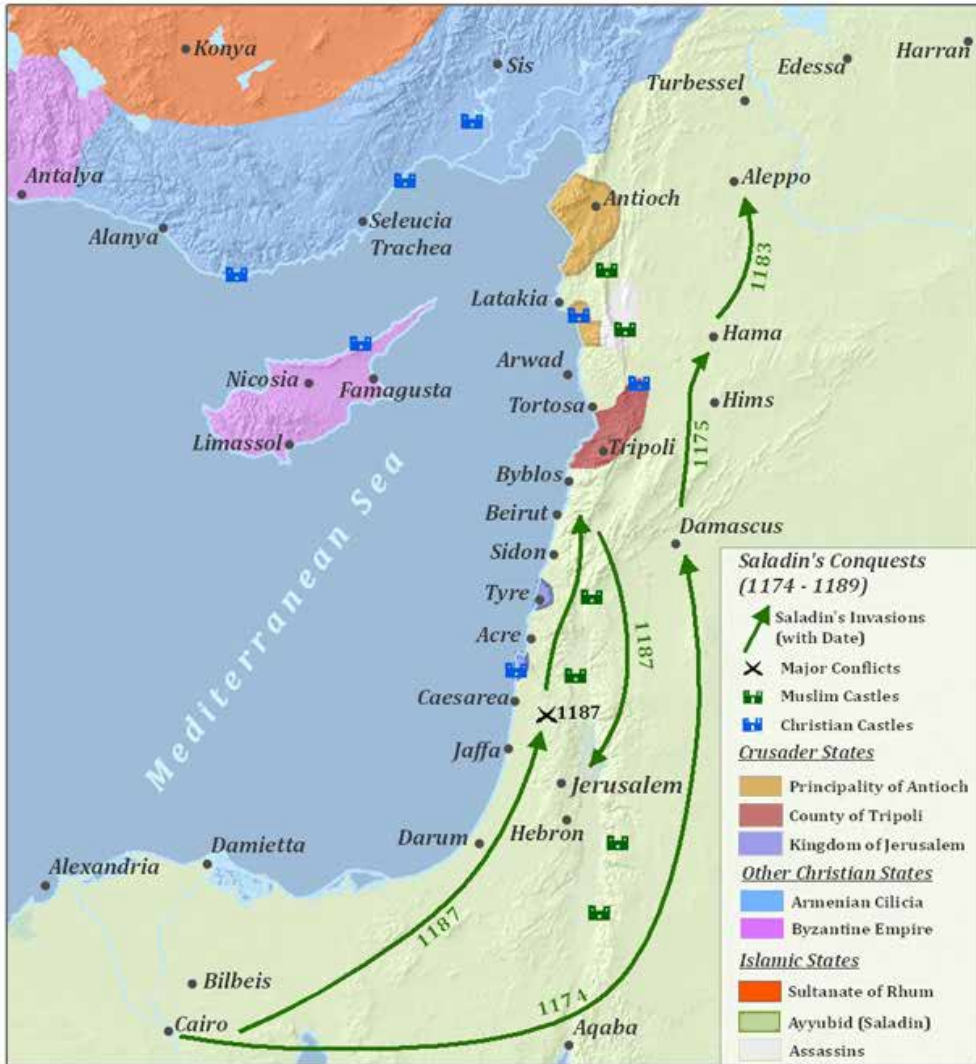 Konya
Sis
Harran
Edessa
Turbessel
Antalya
Aleppo
Antioch
Alanya
Seleucia
Trachea
1183
Latakia
Hama
Arwad
Nicosia
Famagusta
Hims
Tortosa
Limassol
Tripoli
1175
Byblos
Mediterranean Sea
Beirut
Damascus
Sidon
Tyre
Acre
1187
Caesarea
1187
Jaffa
Jerusalem
Hebron
Darum
Damietta
Alexandria
1187
Bilbeis
1174
Cairo
Aqaba
Saladin's Conquests
(1174 - 1189)
Saladin's Invasions
(with Date)
Major Conflicts
Muslim Castles
Christian Castles
Crusader States
Principality of Antioch
County of Tripoli
Kingdom of Jerusalem
Other Christian States
Armenian Cilicia
Byzantine Empire
Islamic States
Sultanate of Rhum
Ayyubid (Saladin)
Assassins